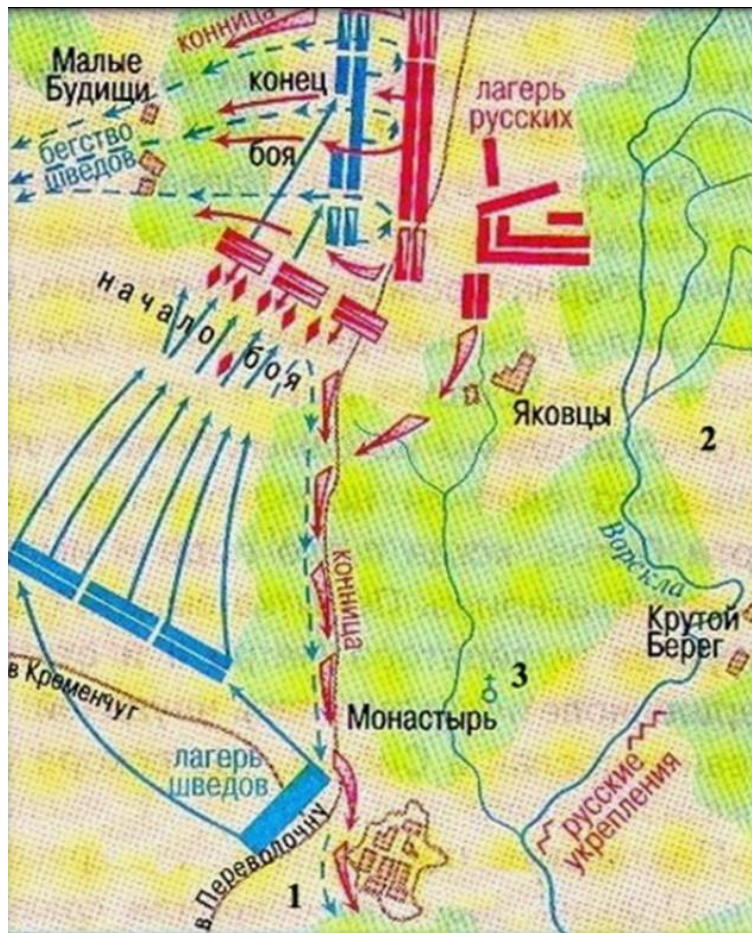 конница
Малые
Будищи
конец
боя
бегство
шведов
лагерь
русских
начало боя
Яковцы
2
Ворскла
конница
Крутой
Берег
в Кременчуг
3
Монастырь
лагерь
шведов
русские
укрепления
в Переволочну
1